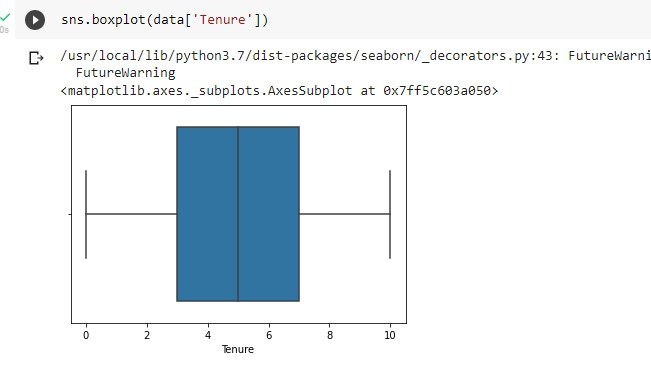 sns.boxplot(data['Tenure'])
0s
/usr/local/lib/python3.7/dist-packages/seaborn/_decorators.py:43: FutureWarni
FutureWarning
<matplotlib.axes._subplots.AxesSubplot at 0x7ff5c603a050>
0 2 4 6 8 10
Tenure